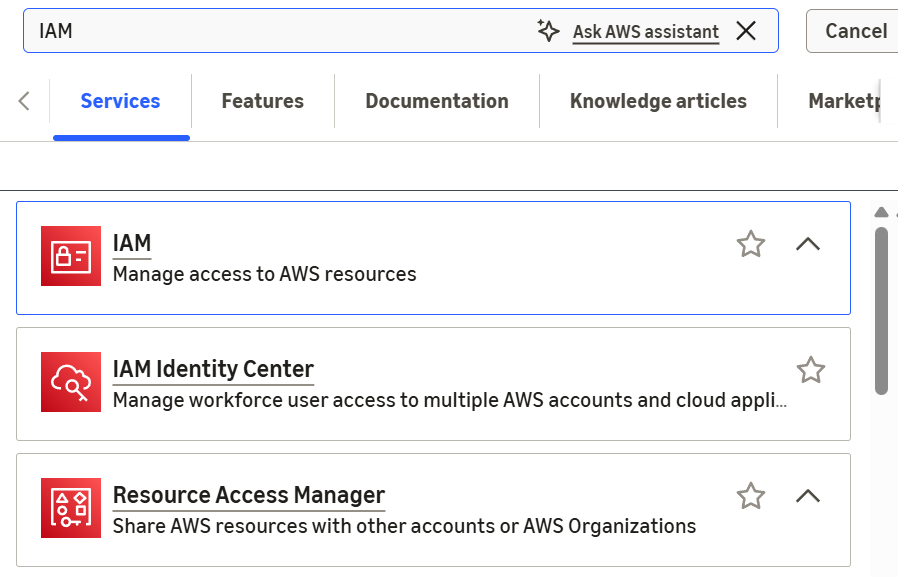 IAM
Ask AWS assistant
Cancel
Services
Features
Documentation
Knowledge articles
Marketp
IAM
Manage access to AWS resources
IAM Identity Center
Manage workforce user access to multiple AWS accounts and cloud appli...
Resource Access Manager
Share AWS resources with other accounts or AWS Organizations